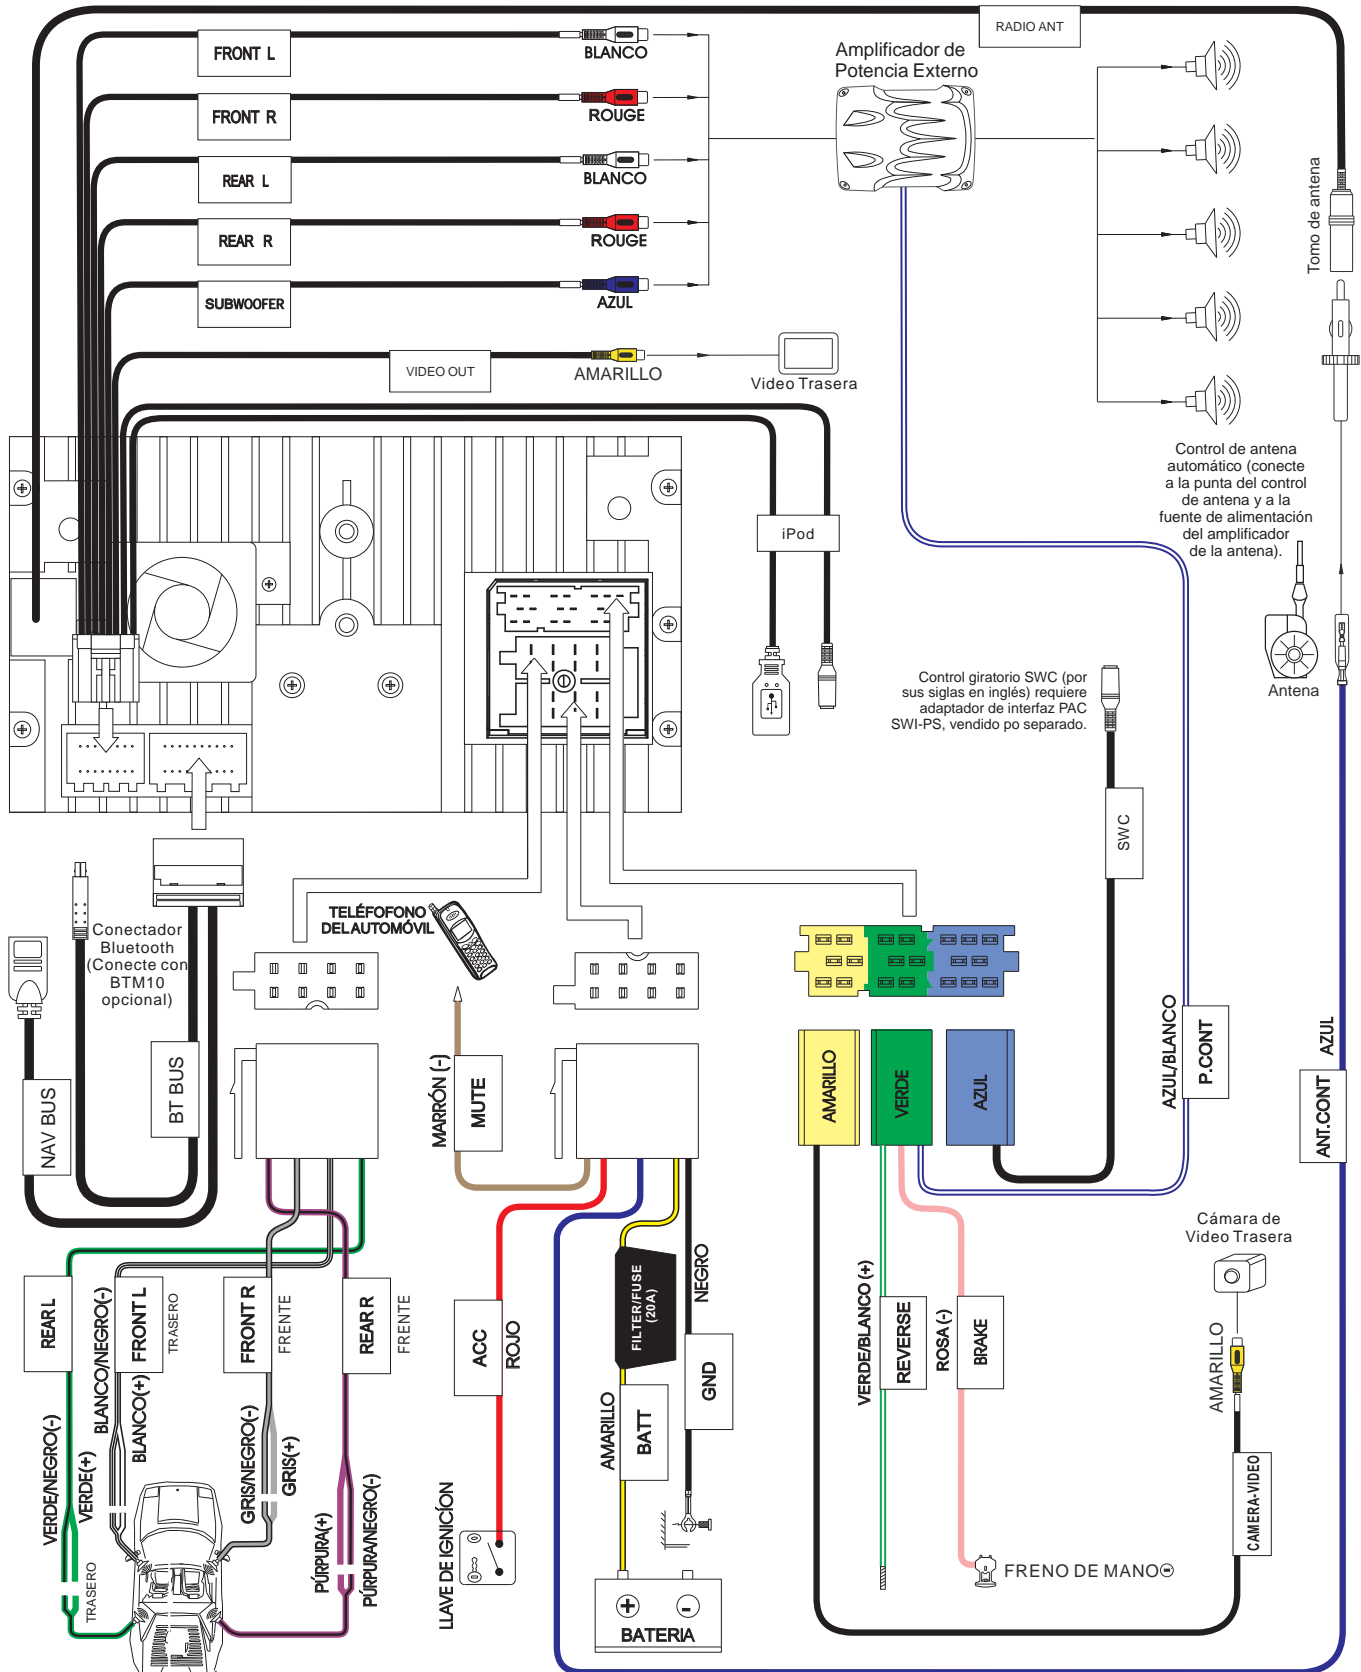 RADIO ANT
FRONT L
BLANCO
Amplificador de
Potencia Externo
FRONT R
ROUGE
REAR L
BLANCO
REAR R
ROUGE
SUBWOOFER
AZUL
Tomo de antena
VIDEO OUT
AMARILLO
Video Trasera
Control de antena
automático (conecte
a la punta del control
de antena y a la
fuente de alimentación
del amplificador
de la antena).
iPod
Antena
Control giratorio SWC (por
sus siglas en inglés) requiere
adaptador de interfaz PAC
SWI-PS, vendido po separado.
SWC
TELÉFOFONO
DEL AUTOMÓVIL
Conectador
Bluetooth
(Conecte con
BTM10
opcional)
NAV BUS
BT BUS
MARRÓN (-)
MUTE
AMARILLO
VERDE
AZUL
AZUL/BLANCO
P.CONT
AZUL
ANT.CONT
REAR L
BLANCO/NEGRO(-)
FRONT L
TRASERO
FRONT R
FRENTE
REAR R
FRENTE
ACC
ROJO
FILTER/FUSE
(20A)
NEGRO
GND
AMARILLO
BATT
VERDE/BLANCO (+)
REVERSE
ROSA (-)
BRAKE
Cámara de
Video Trasera
AMARILLO
CAMERA-VIDEO
VERDE/NEGRO(-)
VERDE(+)
BLANCO(+)
GRIS/NEGRO(-)
GRIS(+)
PÚRPURA(+)
PÚRPURA/NEGRO(-)
TRASERO
LLAVE DE IGNICÍON
FRENO DE MANO⊖
+
-
BATERIA